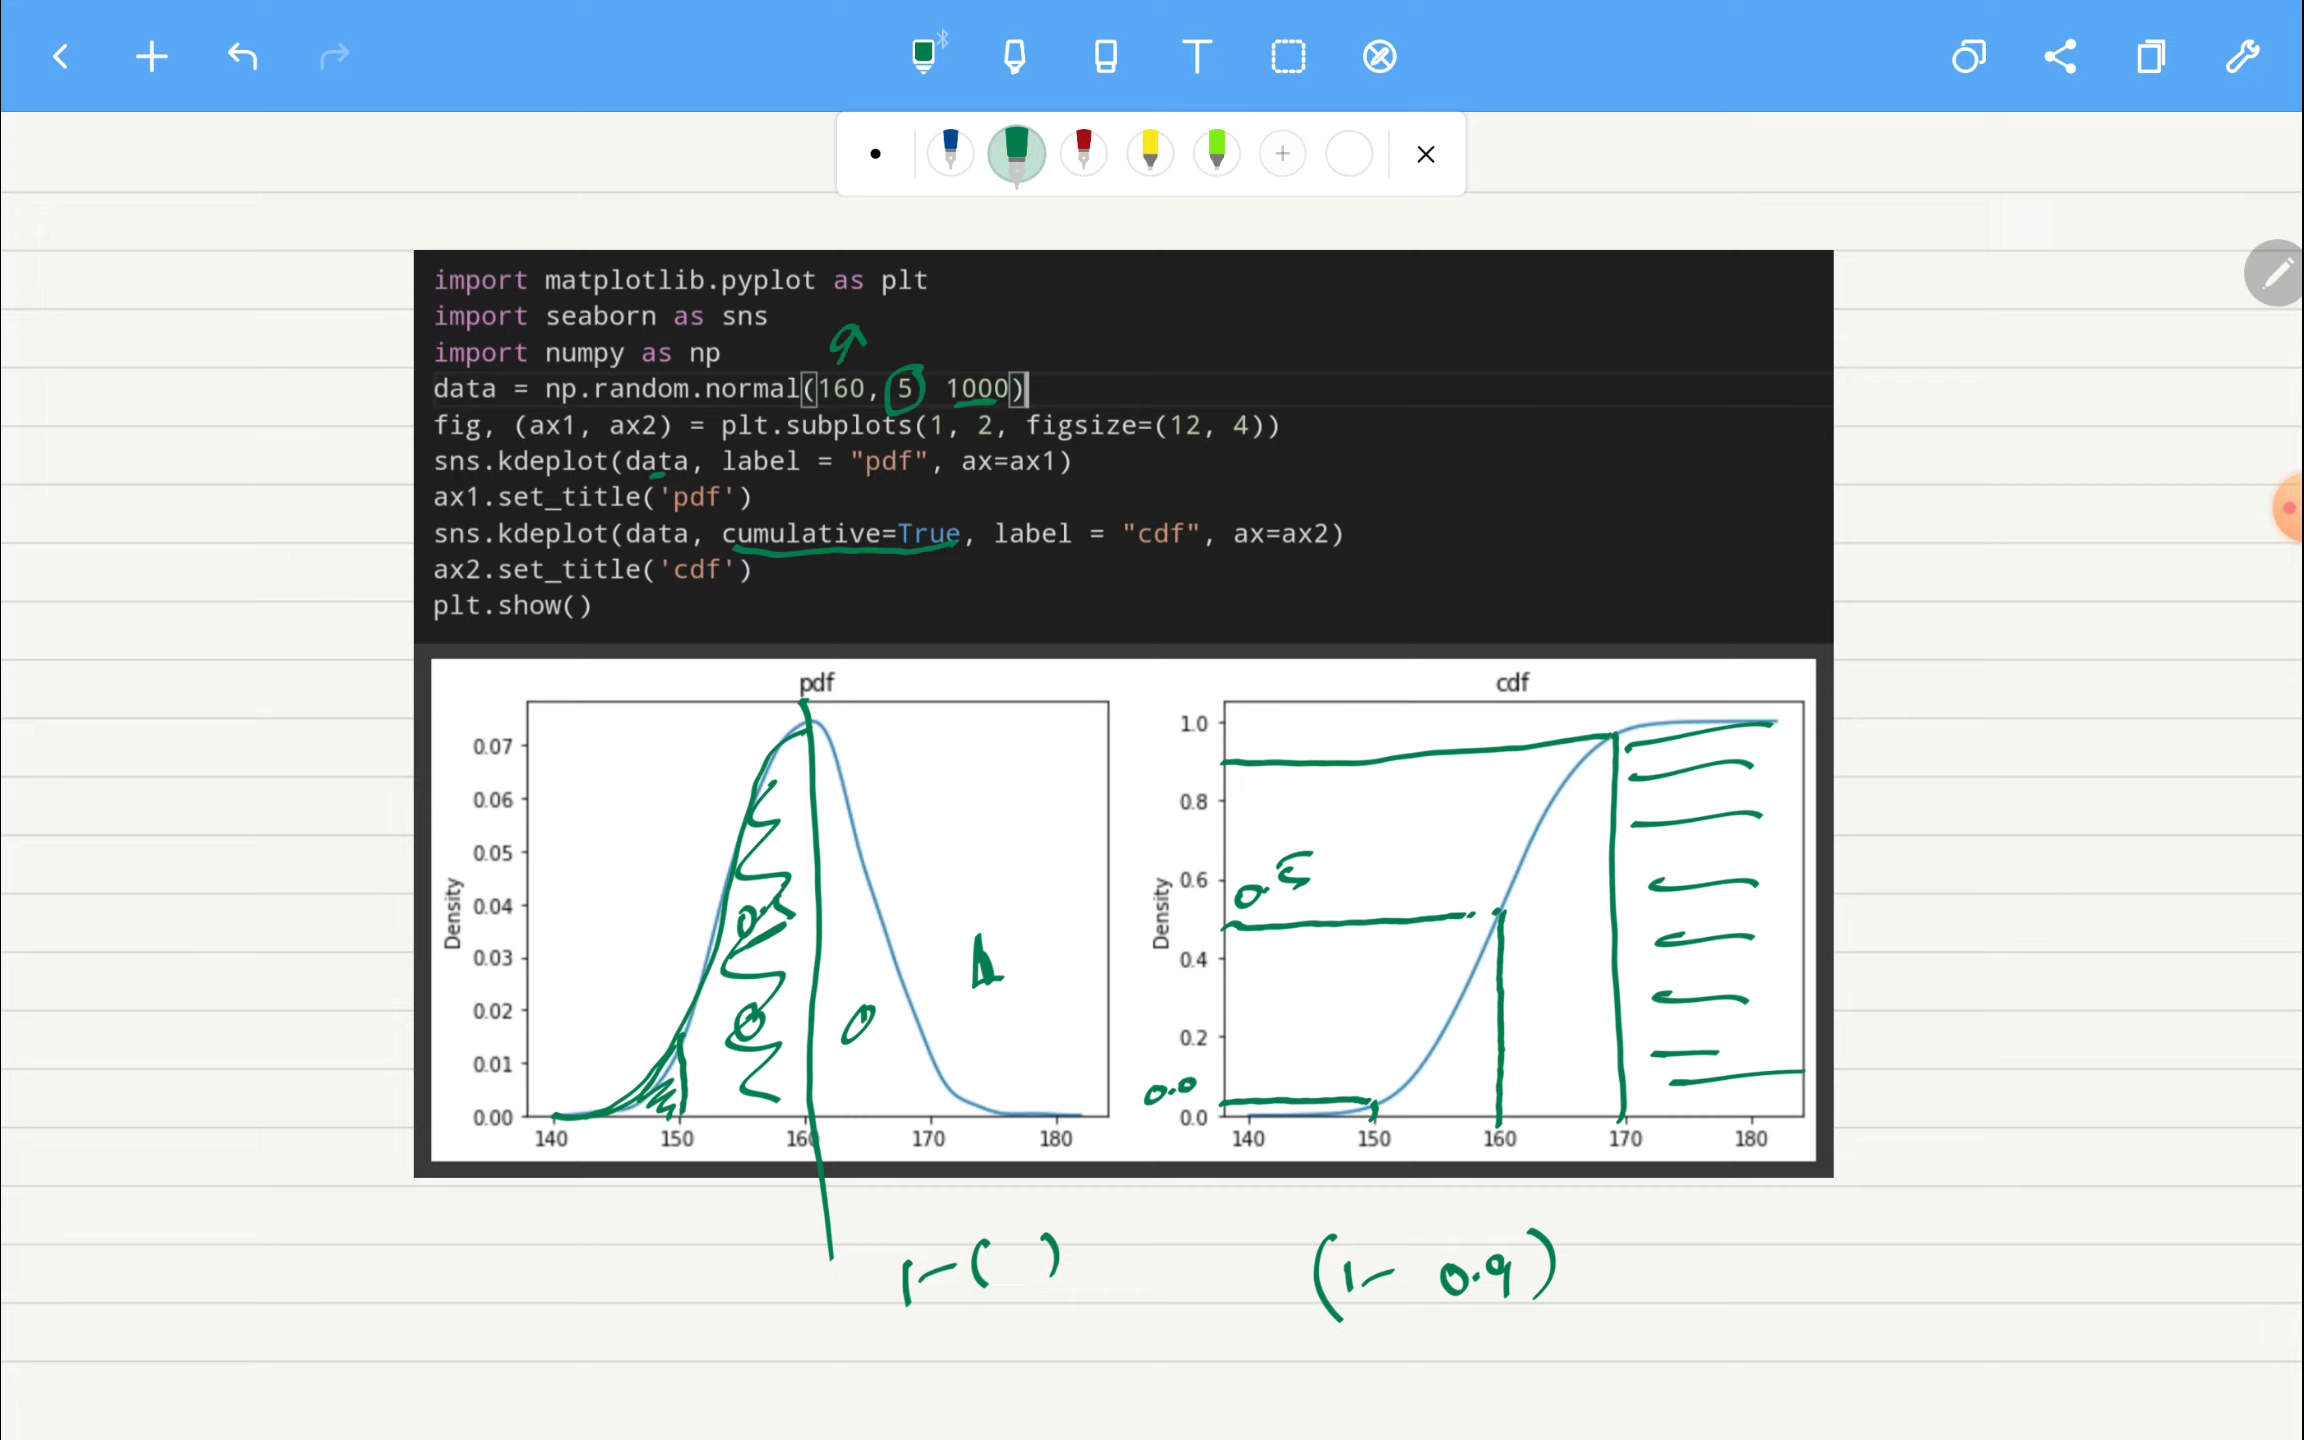 T
import matplotlib.pyplot as plt
import seaborn as sns
import numpy as np
data = np.random.normal(160, 5 1000)
fig, (ax1, ax2) = plt.subplots(1, 2, figsize=(12, 4))
sns.kdeplot(data, label = "pdf", ax=ax1)
ax1.set_title('pdf')
sns.kdeplot(data, cumulative=True, label = "cdf", ax=ax2)
ax2.set_title('cdf')
plt.show()
pdf
0.07
0.06
0.05
0.04
0.03
0.02
0.01
0.00
Density
140 150 160 170 180
cdf
1.0
0.8
0.6
0.4
0.2
0.0
Density
140 150 160 170 180
0.5
0.0
1-( )
(1- 0.9)